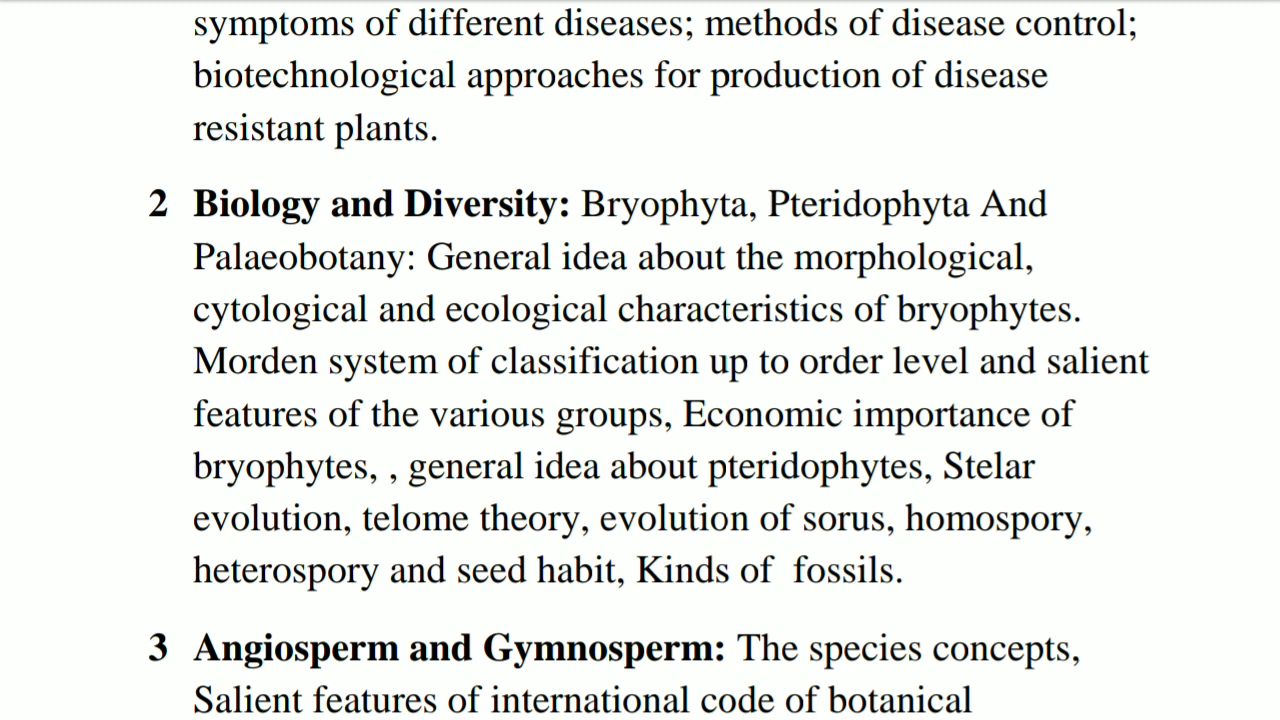 symptoms of different diseases; methods of disease control;
biotechnological approaches for production of disease
resistant plants.
2 Biology and Diversity: Bryophyta, Pteridophyta And
Palaeobotany: General idea about the morphological,
cytological and ecological characteristics of bryophytes.
Morden system of classification up to order level and salient
features of the various groups, Economic importance of
bryophytes, , general idea about pteridophytes, Stelar
evolution, telome theory, evolution of sorus, homospory,
heterospory and seed habit, Kinds of  fossils.
3 Angiosperm and Gymnosperm: The species concepts,
Salient features of international code of botanical